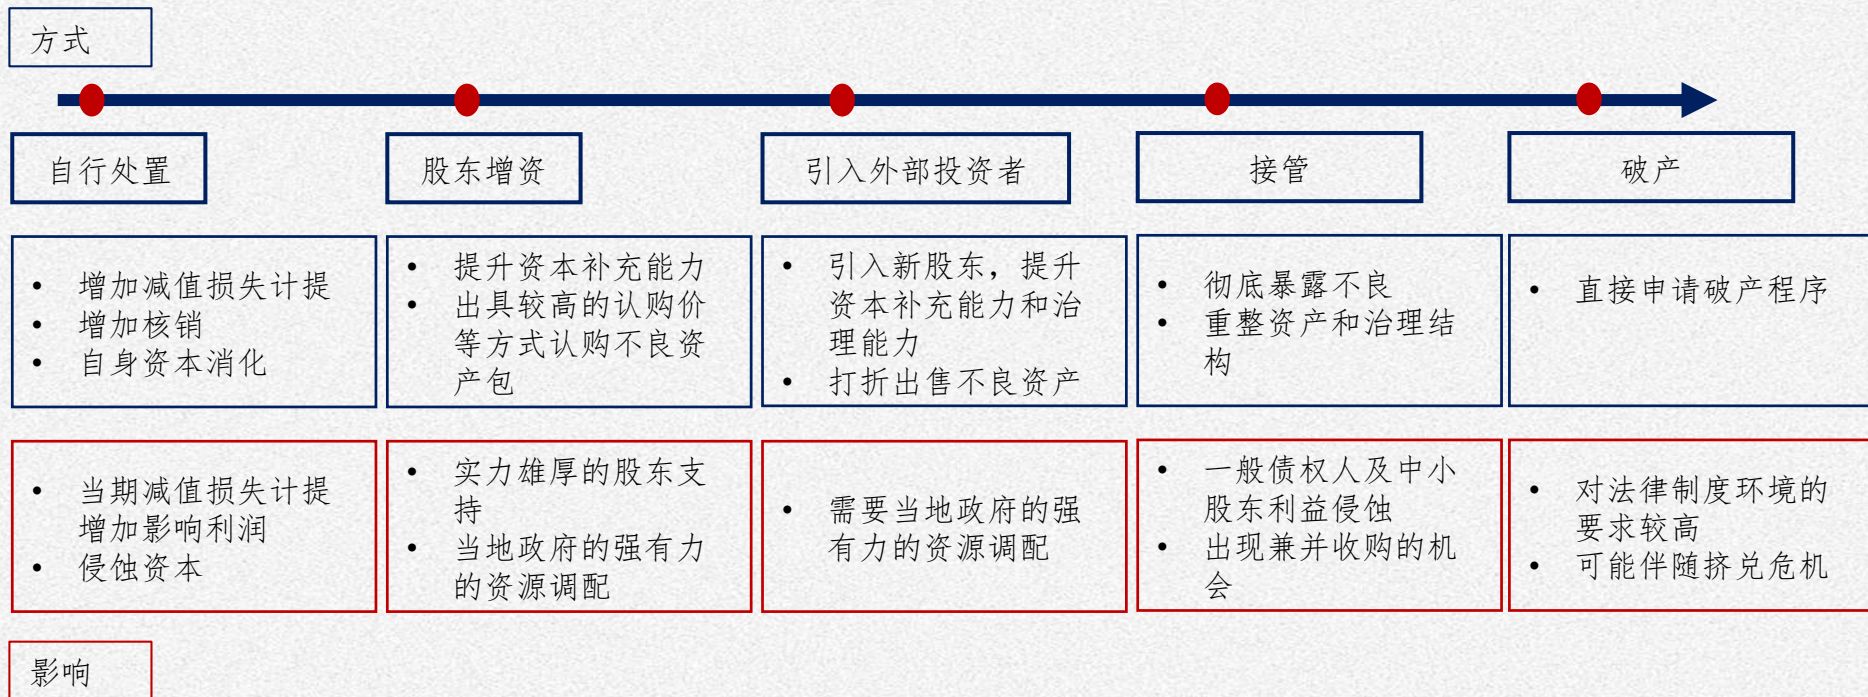 方式
自行处置
股东增资
引入外部投资者
接管
破产
• 增加减值损失计提
• 增加核销
• 自身资本消化
• 提升资本补充能力
• 出具较高的认购价
等方式认购不良资
产包
• 引入新股东，提升
资本补充能力和治
理能力
• 打折出售不良资产
• 彻底暴露不良
• 重整资产和治理结
构
• 直接申请破产程序
• 当期减值损失计提
增加影响利润
• 侵蚀资本
• 实力雄厚的股东支
持
• 当地政府的强有力
的资源调配
• 需要当地政府的强
有力的资源调配
• 一般债权人及中小
股东利益侵蚀
• 出现兼并收购的机
会
• 对法律制度环境的
要求较高
• 可能伴随挤兑危机
影响